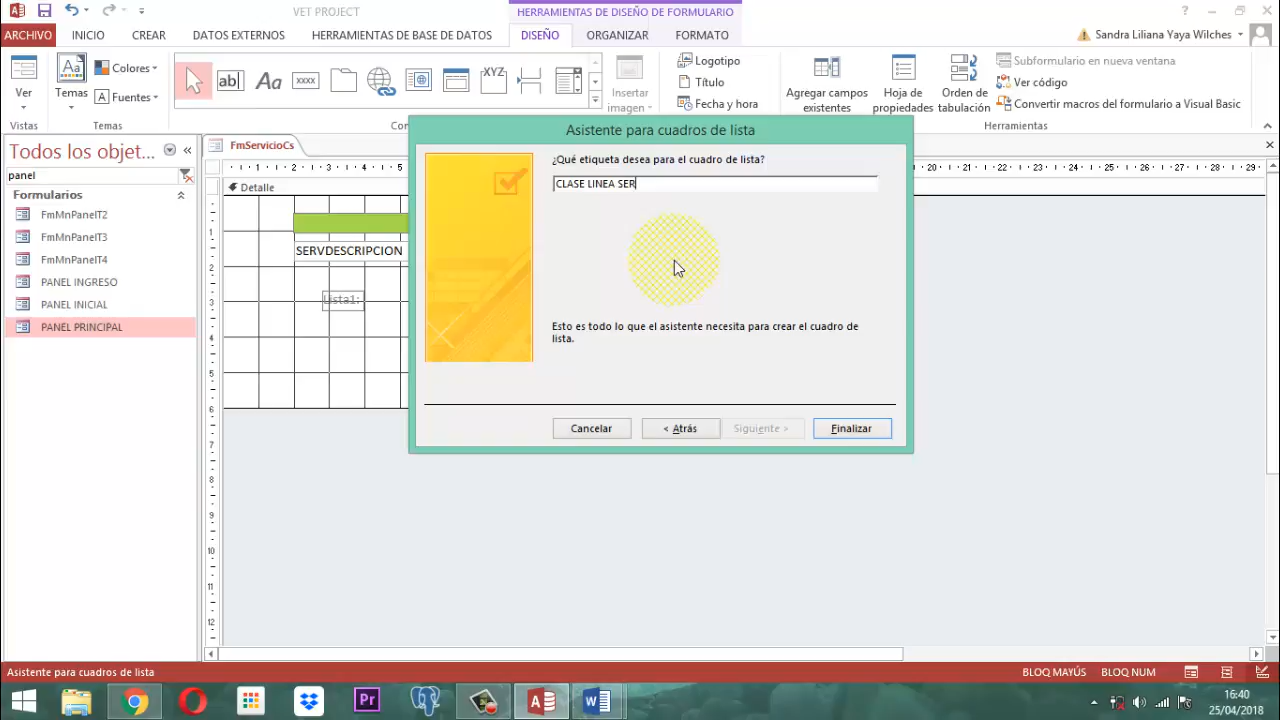 VET PROJECT
HERRAMIENTAS DE DISEÑO DE FORMULARIO
?
ARCHIVO
INICIO
CREAR
DATOS EXTERNOS
HERRAMIENTAS DE BASE DE DATOS
DISEÑO
ORGANIZAR
FORMATO
Sandra Liliana Yaya Wilches
Ver
Temas
Colores
Fuentes
ab|
Aa
xxxx
XYZ
Insertar
imagen
Logotipo
Título
Fecha y hora
Agregar campos
existentes
Hoja de
propiedades
Orden de
tabulación
Subformulario en nueva ventana
Ver código
Convertir macros del formulario a Visual Basic
Vistas
Temas
Herramientas
Todos los objet...
panel
Formularios
FmMnPanelT2
FmMnPanelT3
FmMnPanelT4
PANEL INGRESO
PANEL INICIAL
PANEL PRINCIPAL
FmServicioCs
Detalle
SERVDESCRIPCION
Lista1:
Asistente para cuadros de lista
¿Qué etiqueta desea para el cuadro de lista?
CLASE LINEA SER
Esto es todo lo que el asistente necesita para crear el cuadro de
lista.
Cancelar
< Atrás
Siguiente >
Finalizar
Asistente para cuadros de lista
BLOQ MAYÚS
BLOQ NUM
16:40
25/04/2018